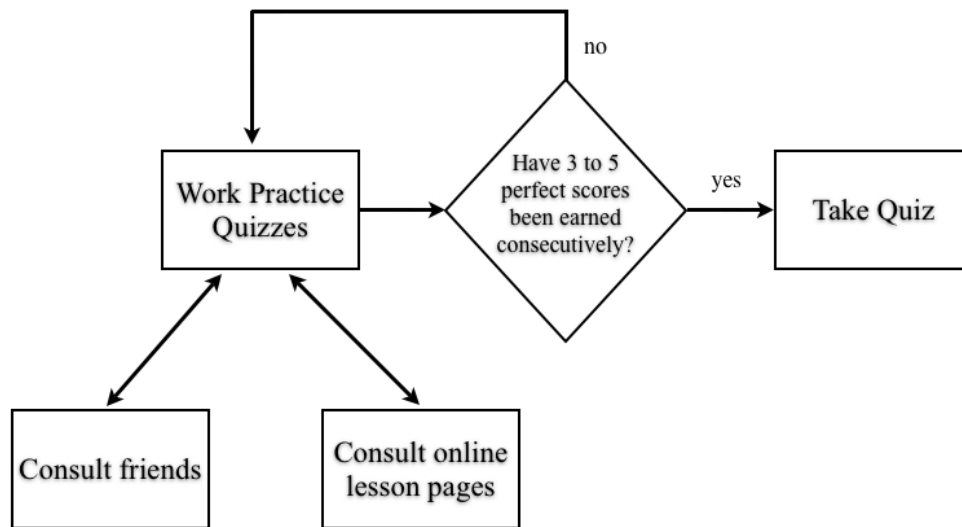 no
Work Practice
Quizzes
Have 3 to 5
perfect scores
been earned
consecutively?
yes
Take Quiz
Consult friends
Consult online
lesson pages